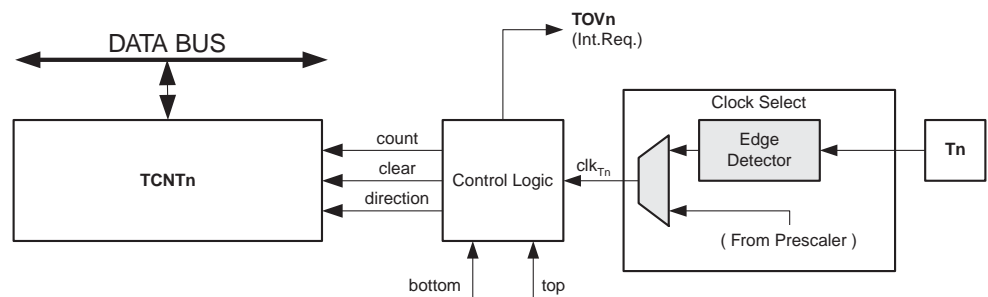 TOVn
(Int.Req.)
DATA BUS
Clock Select
count
Edge
Detector
Tn
TCNTn
clear
Control Logic
clkTn
direction
( From Prescaler )
bottom
top